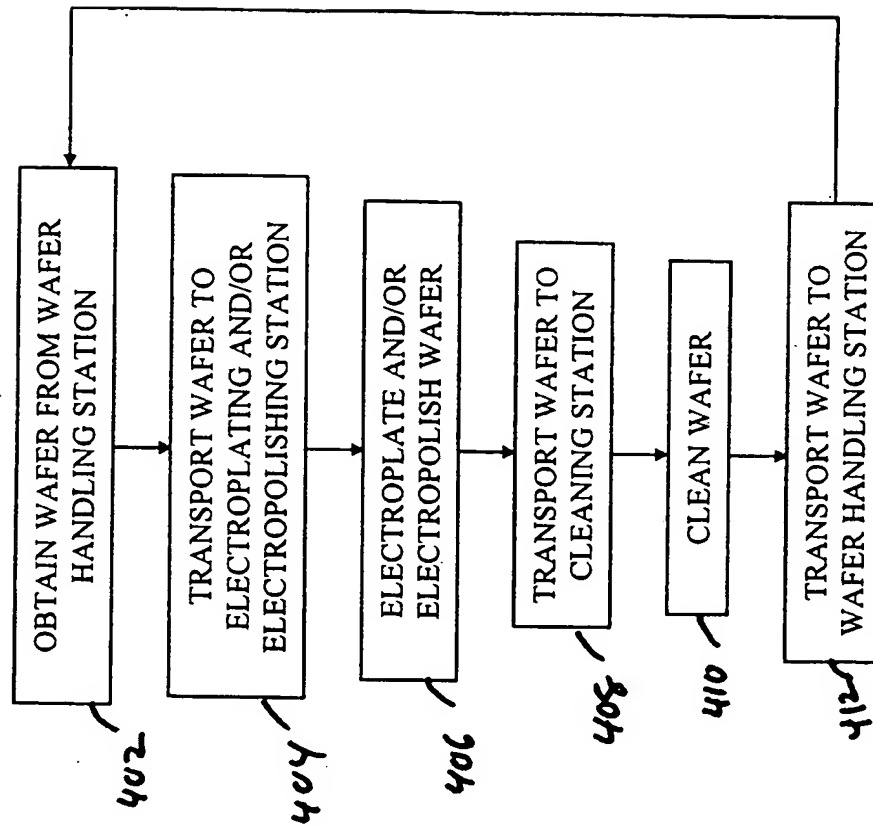 OBTAIN WAFER FROM WAFER
HANDLING STATION
402
TRANSPORT WAFER TO
ELECTROPLATING AND/OR
ELECTROPOLISHING STATION
404
ELECTROPLATE AND/OR
ELECTROPOLISH WAFER
406
TRANSPORT WAFER TO
CLEANING STATION
408
CLEAN WAFER
410
TRANSPORT WAFER TO
WAFER HANDLING STATION
412